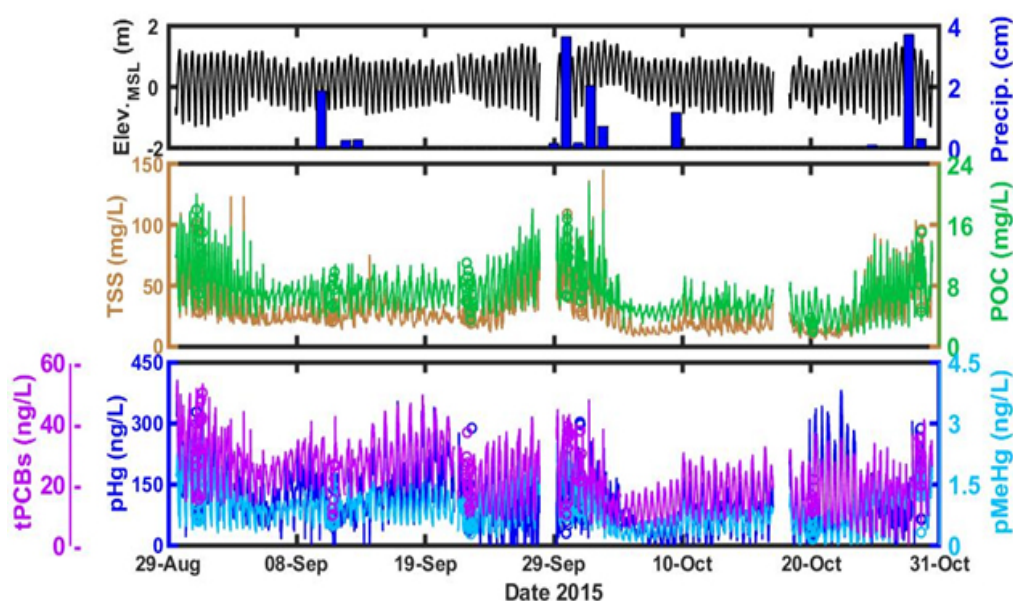 Elev.MSL (m)
2
0
-2
4
2
0
Precip. (cm)
TSS (mg/L)
150
100
50
0
24
16
8
0
POC (mg/L)
tPCBs (ng/L)
60 -
40 -
20 -
0 -
pHg (ng/L)
450
300
150
0
4.5
3
1.5
0
pMeHg (ng/L)
29-Aug 08-Sep 19-Sep 29-Sep 10-Oct 20-Oct 31-Oct
Date 2015